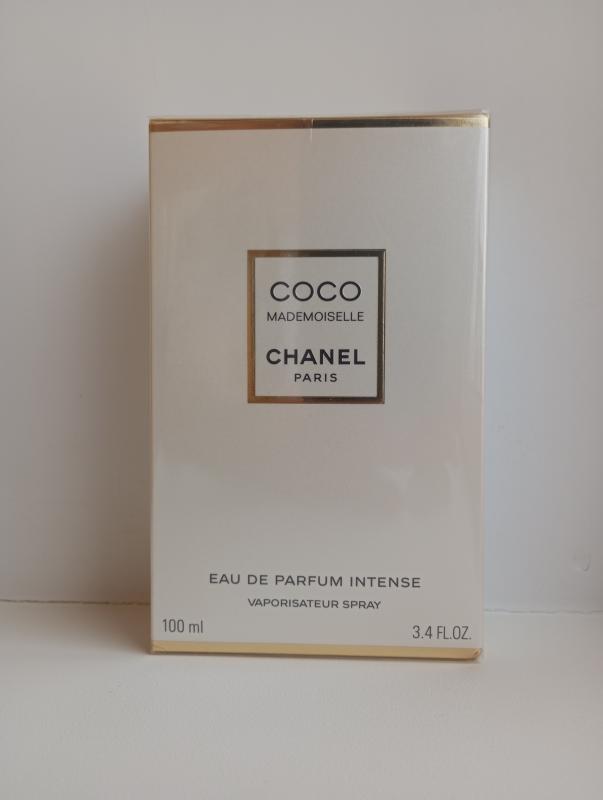 COCO
MADEMOISELLE
CHANEL
PARIS
EAU DE PARFUM INTENSE
VAPORISATEUR SPRAY
100 ml
3.4 FL.OZ.